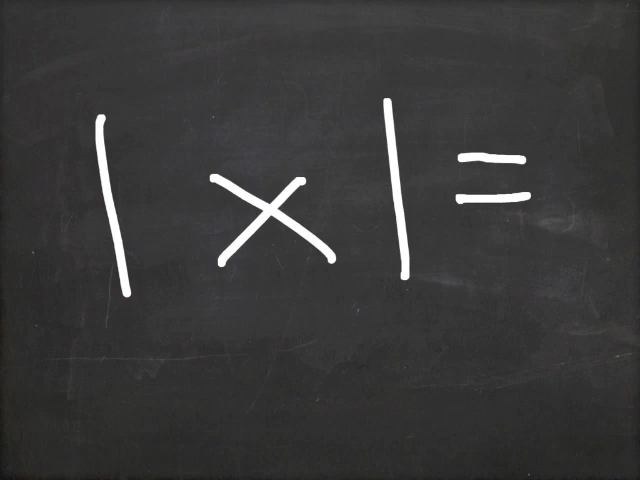 | x | =